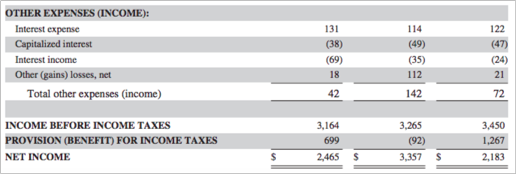 OTHER EXPENSES (INCOME):
Interest expense 131 114 122
Capitalized interest (38) (49) (47)
Interest income (69) (35) (24)
Other (gains) losses, net 18 112 21
Total other expenses (income) 42 142 72
INCOME BEFORE INCOME TAXES 3,164 3,265 3,450
PROVISION (BENEFIT) FOR INCOME TAXES 699 (92) 1,267
NET INCOME $ 2,465 $ 3,357 $ 2,183